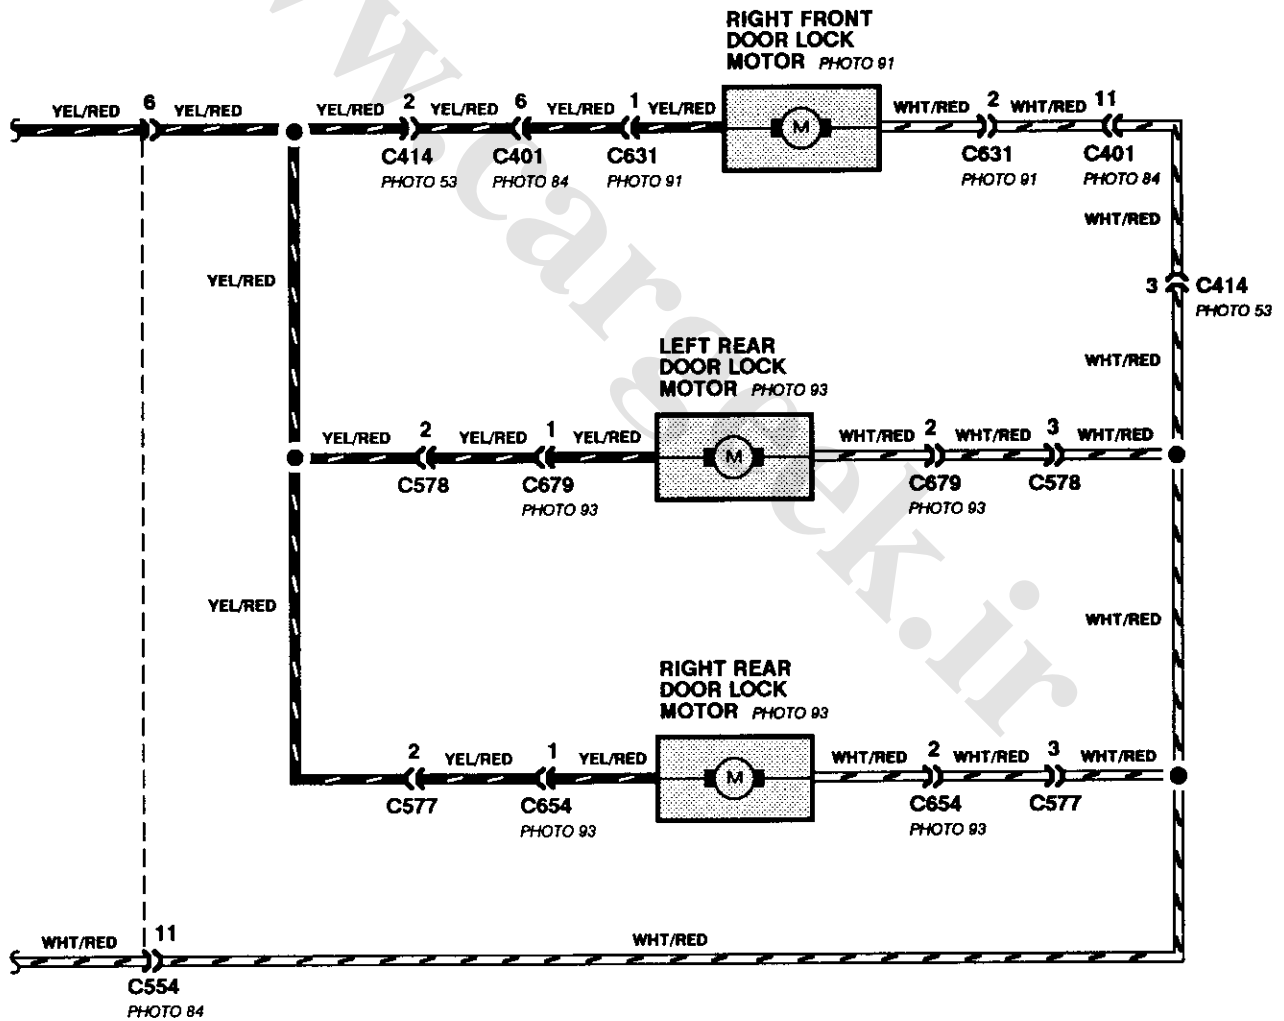 RIGHT FRONT
DOOR LOCK
MOTOR PHOTO 91
YEL/RED 6 YEL/RED YEL/RED 2 YEL/RED 6 YEL/RED 1 YEL/RED WHT/RED 2 WHT/RED 11
M
C414 C401 C631 C631 C401
PHOTO 53 PHOTO 84 PHOTO 91 PHOTO 91 PHOTO 84
WHT/RED
YEL/RED
3 C414
PHOTO 53
LEFT REAR
DOOR LOCK
MOTOR PHOTO 93
WHT/RED
YEL/RED 2 YEL/RED 1 YEL/RED WHT/RED 2 WHT/RED 3 WHT/RED
M
C578 C679 C679 C578
PHOTO 93 PHOTO 93
YEL/RED
WHT/RED
RIGHT REAR
DOOR LOCK
MOTOR PHOTO 93
2 YEL/RED 1 YEL/RED WHT/RED 2 WHT/RED 3 WHT/RED
M
C577 C654 C654 C577
PHOTO 93 PHOTO 93
WHT/RED 11 WHT/RED
C554
PHOTO 84
www.cargeek.ir